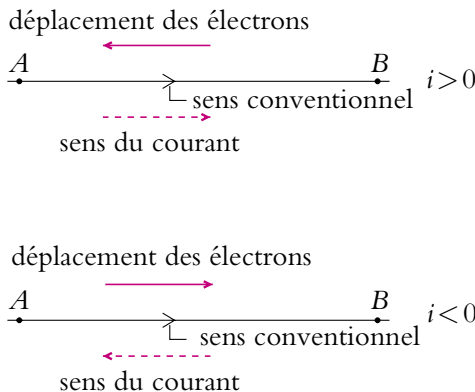 déplacement des électrons
A B i > 0
sens conventionnel
sens du courant
déplacement des électrons
A B i < 0
sens conventionnel
sens du courant